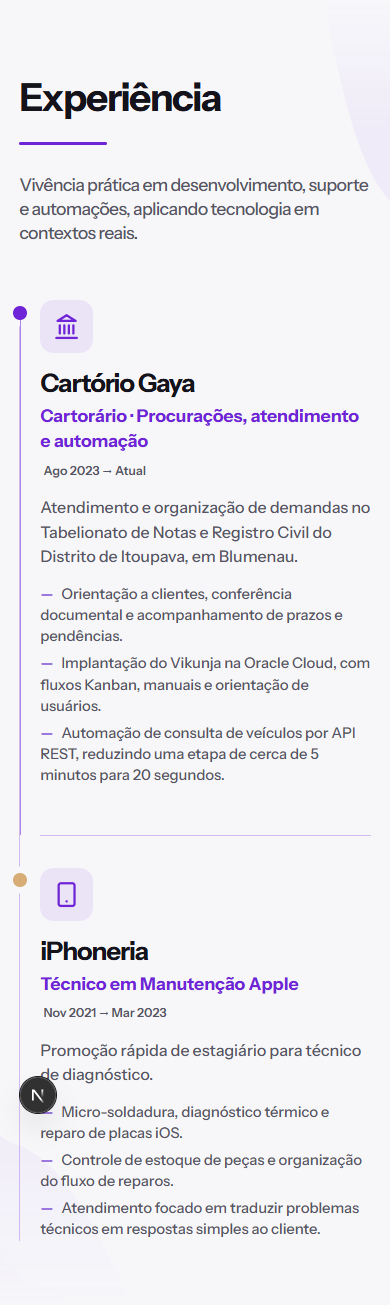 Experiência
Vivência prática em desenvolvimento, suporte
e automações, aplicando tecnologia em
contextos reais.
Cartório Gaya
Cartorário · Procurações, atendimento
e automação
Ago 2023 → Atual
Atendimento e organização de demandas no
Tabelionato de Notas e Registro Civil do
Distrito de Itoupava, em Blumenau.
— Orientação a clientes, conferência
documental e acompanhamento de prazos e
pendências.
— Implantação do Vikunja na Oracle Cloud, com
fluxos Kanban, manuais e orientação de
usuários.
— Automação de consulta de veículos por API
REST, reduzindo uma etapa de cerca de 5
minutos para 20 segundos.
iPhoneria
Técnico em Manutenção Apple
Nov 2021 → Mar 2023
Promoção rápida de estagiário para técnico
de diagnóstico.
N
— Micro-soldadura, diagnóstico térmico e
reparo de placas iOS.
— Controle de estoque de peças e organização
do fluxo de reparos.
— Atendimento focado em traduzir problemas
técnicos em respostas simples ao cliente.